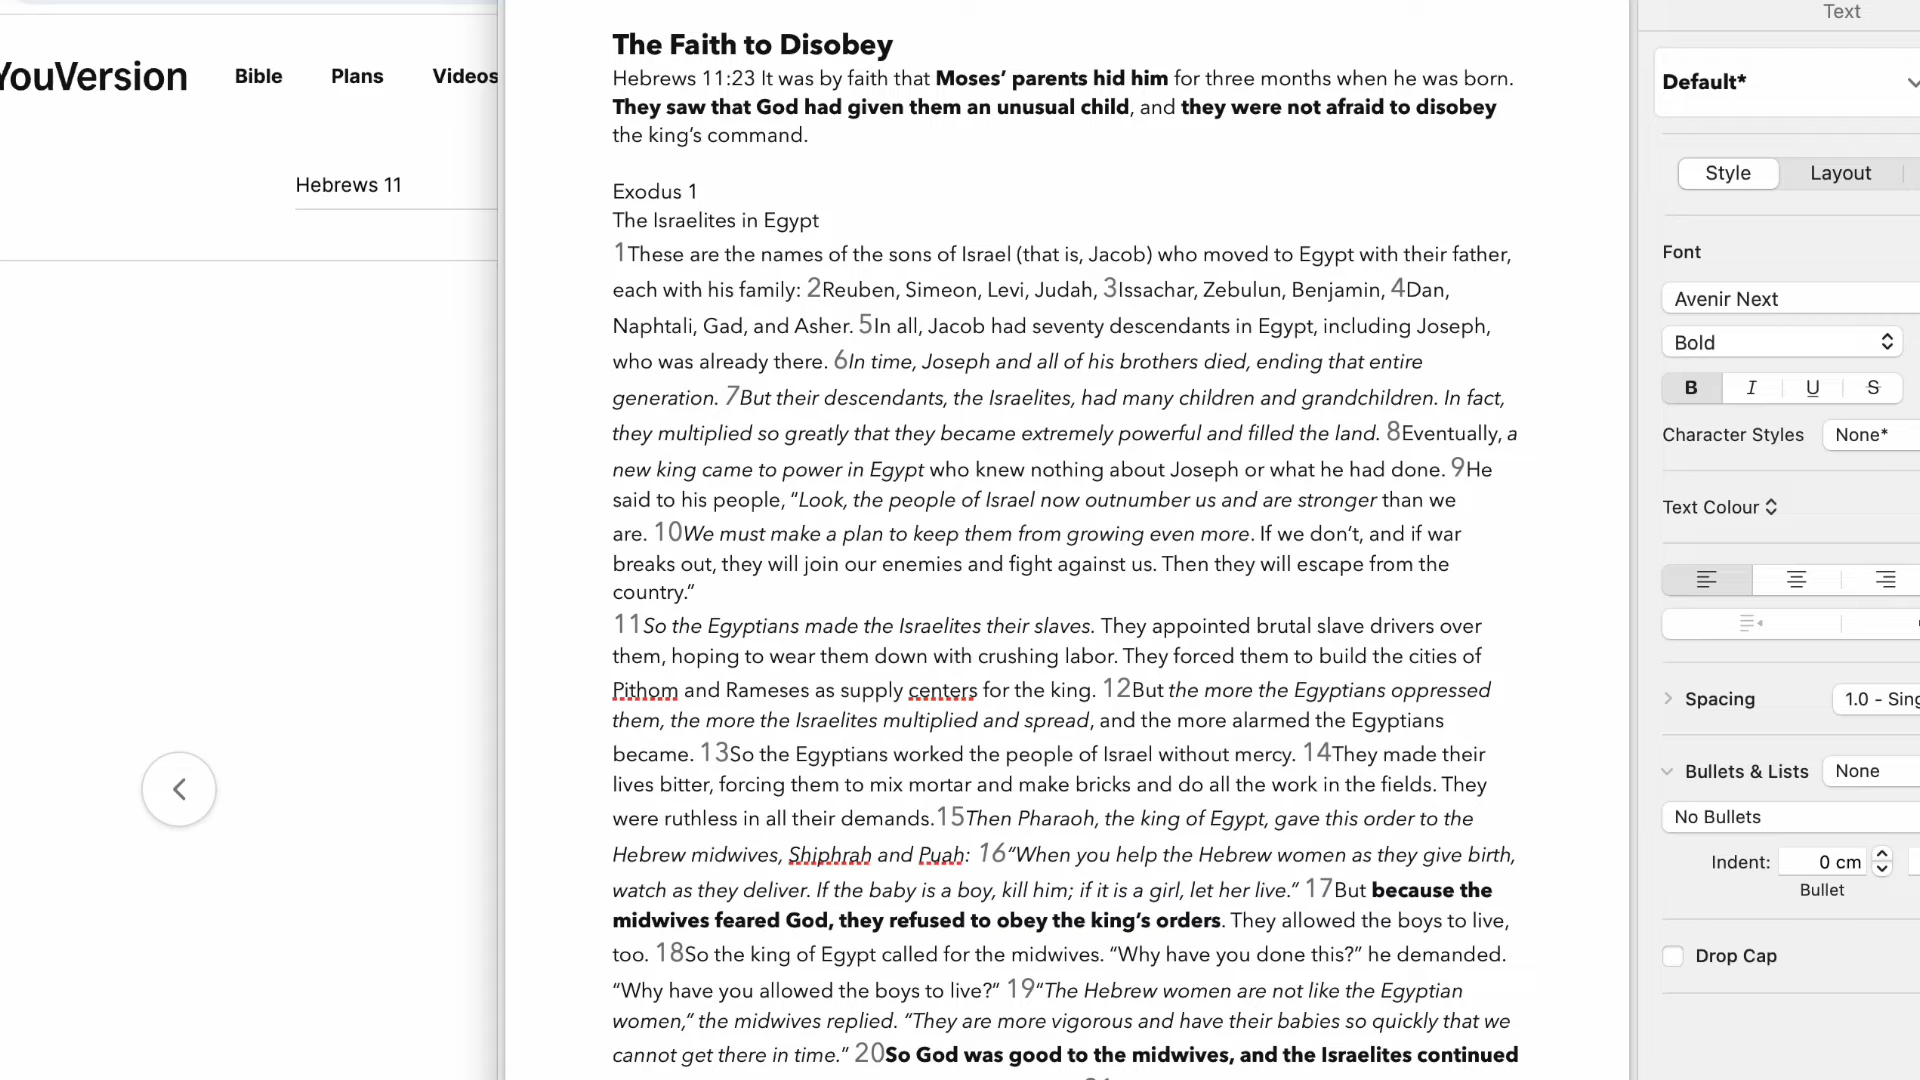 YouVersion
Bible
Plans
Videos
Hebrews 11
The Faith to Disobey
Hebrews 11:23 It was by faith that Moses’ parents hid him for three months when he was born.
They saw that God had given them an unusual child, and they were not afraid to disobey
the king’s command.
Exodus 1
The Israelites in Egypt
1These are the names of the sons of Israel (that is, Jacob) who moved to Egypt with their father,
each with his family: 2Reuben, Simeon, Levi, Judah, 3Issachar, Zebulun, Benjamin, 4Dan,
Naphtali, Gad, and Asher. 5In all, Jacob had seventy descendants in Egypt, including Joseph,
who was already there. 6In time, Joseph and all of his brothers died, ending that entire
generation. 7But their descendants, the Israelites, had many children and grandchildren. In fact,
they multiplied so greatly that they became extremely powerful and filled the land. 8Eventually, a
new king came to power in Egypt who knew nothing about Joseph or what he had done. 9He
said to his people, “Look, the people of Israel now outnumber us and are stronger than we
are. 10We must make a plan to keep them from growing even more. If we don’t, and if war
breaks out, they will join our enemies and fight against us. Then they will escape from the
country.”
11So the Egyptians made the Israelites their slaves. They appointed brutal slave drivers over
them, hoping to wear them down with crushing labor. They forced them to build the cities of
Pithom and Rameses as supply centers for the king. 12But the more the Egyptians oppressed
them, the more the Israelites multiplied and spread, and the more alarmed the Egyptians
became. 13So the Egyptians worked the people of Israel without mercy. 14They made their
lives bitter, forcing them to mix mortar and make bricks and do all the work in the fields. They
were ruthless in all their demands.15Then Pharaoh, the king of Egypt, gave this order to the
Hebrew midwives, Shiphrah and Puah: 16“When you help the Hebrew women as they give birth,
watch as they deliver. If the baby is a boy, kill him; if it is a girl, let her live.” 17But because the
midwives feared God, they refused to obey the king’s orders. They allowed the boys to live,
too. 18So the king of Egypt called for the midwives. “Why have you done this?” he demanded.
“Why have you allowed the boys to live?” 19“The Hebrew women are not like the Egyptian
women,” the midwives replied. “They are more vigorous and have their babies so quickly that we
cannot get there in time.” 20So God was good to the midwives, and the Israelites continued
Text
Default*
Style
Layout
Font
Avenir Next
Bold
B I U S
Character Styles
None*
Text Colour
Spacing
1.0 - Sing
Bullets & Lists
None
No Bullets
Indent:
0 cm
Bullet
Drop Cap